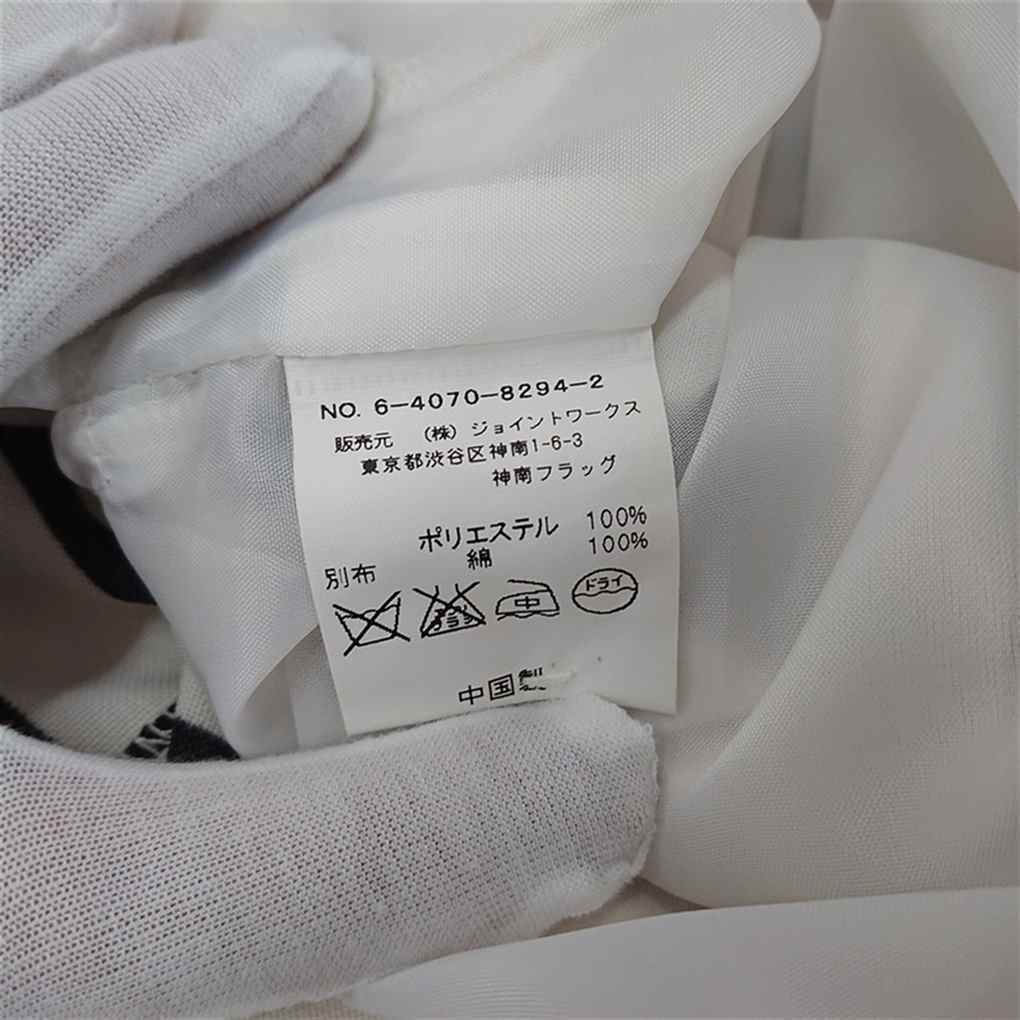 NO. 6-4070-8294-2
販売元 (株) ジョイントワークス
東京都渋谷区神南1-6-3
神南フラッグ
ポリエステル 100%
別布 綿 100%
中 ドライ
中国